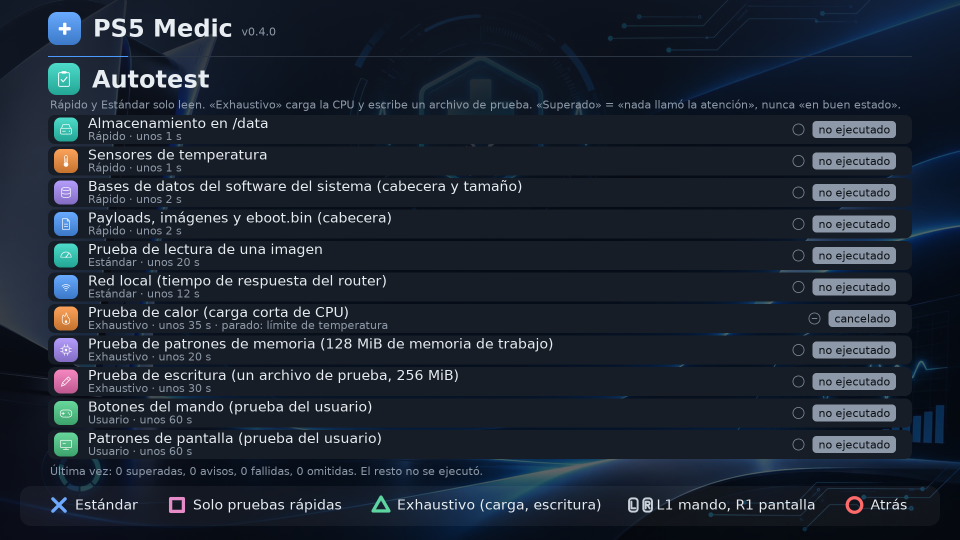 PS5 Medic v0.4.0
Autotest
Rápido y Estándar solo leen. «Exhaustivo» carga la CPU y escribe un archivo de prueba. «Superado» = «nada llamó la atención», nunca «en buen estado».
Almacenamiento en /data
Rápido · unos 1 s
no ejecutado
Sensores de temperatura
Rápido · unos 1 s
no ejecutado
Bases de datos del software del sistema (cabecera y tamaño)
Rápido · unos 2 s
no ejecutado
Payloads, imágenes y eboot.bin (cabecera)
Rápido · unos 2 s
no ejecutado
Prueba de lectura de una imagen
Estándar · unos 20 s
no ejecutado
Red local (tiempo de respuesta del router)
Estándar · unos 12 s
no ejecutado
Prueba de calor (carga corta de CPU)
Exhaustivo · unos 35 s · parado: límite de temperatura
cancelado
Prueba de patrones de memoria (128 MiB de memoria de trabajo)
Exhaustivo · unos 20 s
no ejecutado
Prueba de escritura (un archivo de prueba, 256 MiB)
Exhaustivo · unos 30 s
no ejecutado
Botones del mando (prueba del usuario)
Usuario · unos 60 s
no ejecutado
Patrones de pantalla (prueba del usuario)
Usuario · unos 60 s
no ejecutado
Última vez: 0 superadas, 0 avisos, 0 fallidas, 0 omitidas. El resto no se ejecutó.
Estándar
Solo pruebas rápidas
Exhaustivo (carga, escritura)
L R L1 mando, R1 pantalla
Atrás